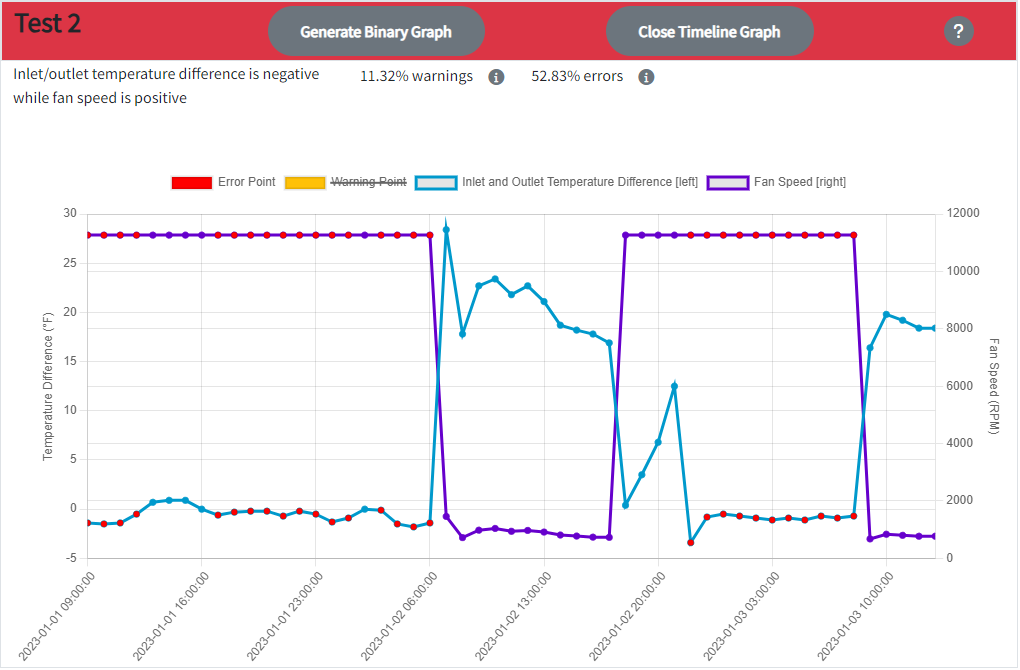 Test 2
Generate Binary Graph
Close Timeline Graph
?
Inlet/outlet temperature difference is negative
while fan speed is positive
11.32% warnings
i
52.83% errors
i
Error Point
Warning Point
Inlet and Outlet Temperature Difference [left]
Fan Speed [right]
Temperature Difference (°F)
30
25
20
15
10
5
0
-5
12000
10000
8000
6000
4000
2000
0
Fan Speed (RPM)
2023-01-01 09:00:00
2023-01-01 16:00:00
2023-01-01 23:00:00
2023-01-02 06:00:00
2023-01-02 13:00:00
2023-01-02 20:00:00
2023-01-03 03:00:00
2023-01-03 10:00:00